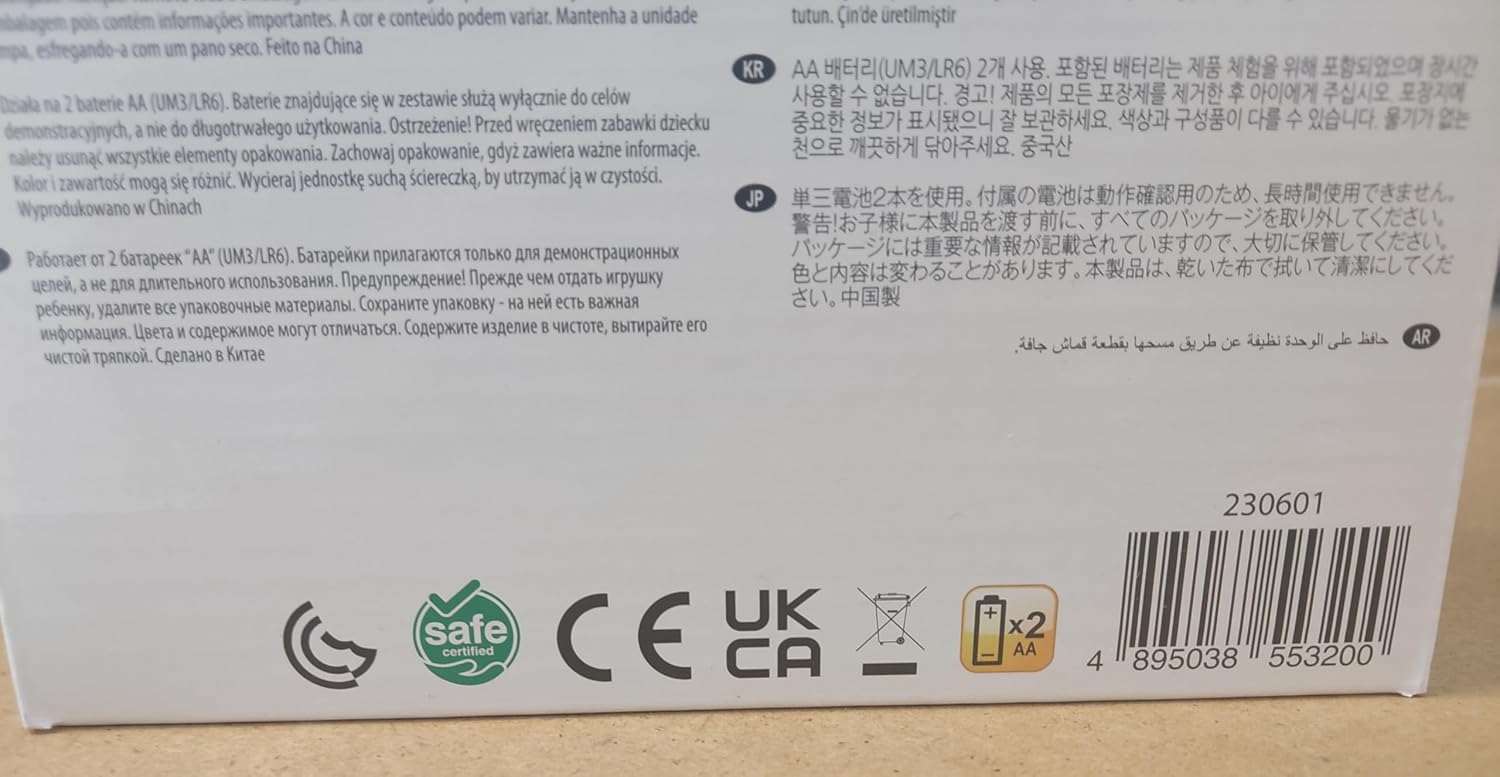 embalagem pois contém informações importantes. A cor e conteúdo podem variar. Mantenha a unidade
esfregando-a com um pano seco. Feito na China
Działa na 2 baterie AA (UM3/LR6). Baterie znajdujące się w zestawie służą wyłącznie do celów
demonstracyjnych, a nie do długotrwałego użytkowania. Ostrzeżenie! Przed wręczeniem zabawki dziecku
należy usunąć wszystkie elementy opakowania. Zachowaj opakowanie, gdyż zawiera ważne informacje.
Kolor i zawartość mogą się różnić. Wycieraj jednostkę suchą ściereczką, by utrzymać ją w czystości.
Wyprodukowano w Chinach
Работает от 2 батареек "АА" (UM3/LR6). Батарейки прилагаются только для демонстрационных
целей, а не для длительного использования. Предупреждение! Прежде чем отдать игрушку
ребенку, удалите все упаковочные материалы. Сохраните упаковку - на ней есть важная
информация. Цвета и содержимое могут отличаться. Содержите изделие в чистоте, вытирайте его
чистой тряпкой. Сделано в Китае
tutun. Çin'de üretilmiştir
KR AA 배터리(UM3/LR6) 2개 사용. 포함된 배터리는 제품 체험을 위해 포함되었으며 장시간
사용할 수 없습니다. 경고! 제품의 모든 포장제를 제거한 후 아이에게 주십시오. 포장지에
중요한 정보가 표시됐으니 잘 보관하세요. 색상과 구성품이 다를 수 있습니다. 물기가 없는
천으로 깨끗하게 닦아주세요. 중국산
JP 単三電池2本を使用。付属の電池は動作確認用のため、長時間使用できません。
警告!お子様に本製品を渡す前に、すべてのパッケージを取り外してください。
パッケージには重要な情報が記載されていますので、大切に保管してください。
色と内容は変わることがあります。本製品は、乾いた布で拭いて清潔にしてくだ
さい。中国製
AR حافظ على الوحدة نظيفة عن طريق مسحها بقطعة قماش جافة.
safe
certified
CE
UK
CA
x2
AA
230601
4 895038 553200